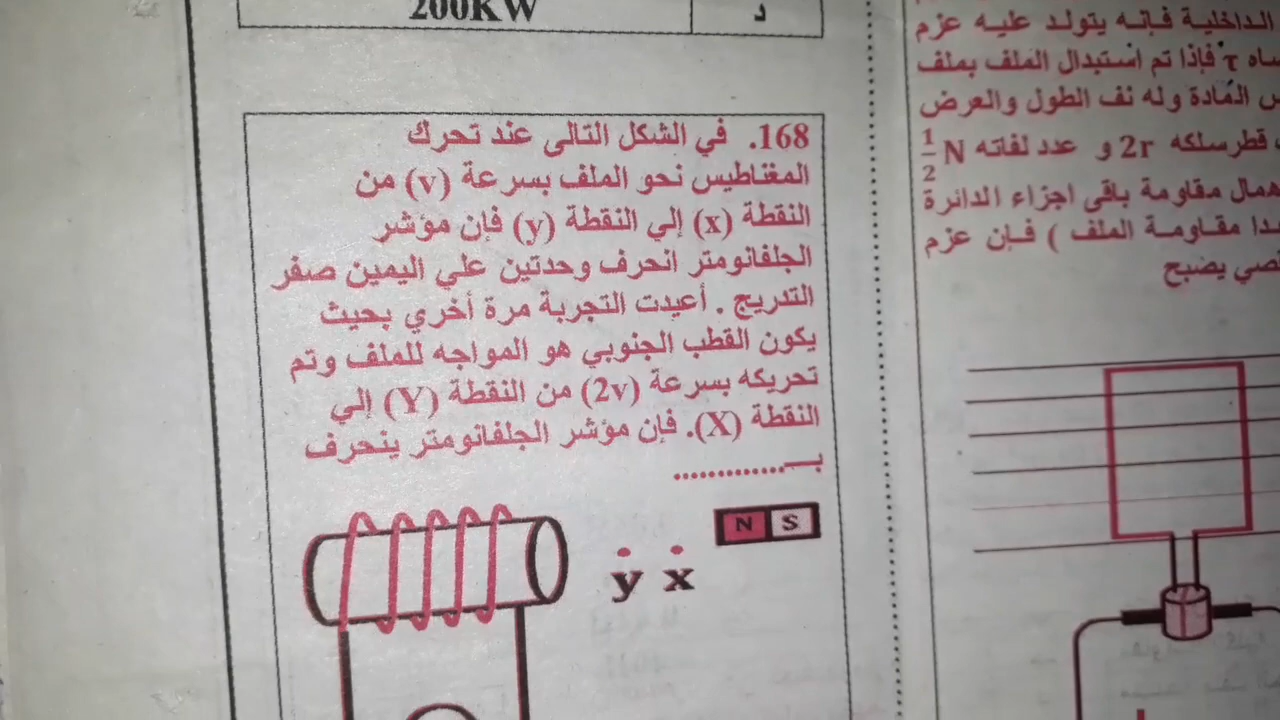 200KW
د
168. في الشكل التالى عند تحرك
المغناطيس نحو الملف بسرعة (v) من
النقطة (x) إلي النقطة (y) فإن مؤشر
الجلفانومتر انحرف وحدتين علي اليمين صفر
التدريج . أعيدت التجربة مرة أخري بحيث
يكون القطب الجنوبي هو المواجه للملف وتم
تحريكه بسرعة (2v) من النقطة (Y) إلي
النقطة (X). فإن مؤشر الجلفانومتر ينحرف
بـ.............
N S
y x
الداخلية فإنه يتولد عليه عزم
τ فإذا تم استبدال الملف بملف
المادة وله نف الطول والعرض
قطرسلكه 2r و عدد لفاته 1/2 N
مقاومة باقى اجزاء الدائرة
مقاومة الملف ) فإن عزم
يصبح